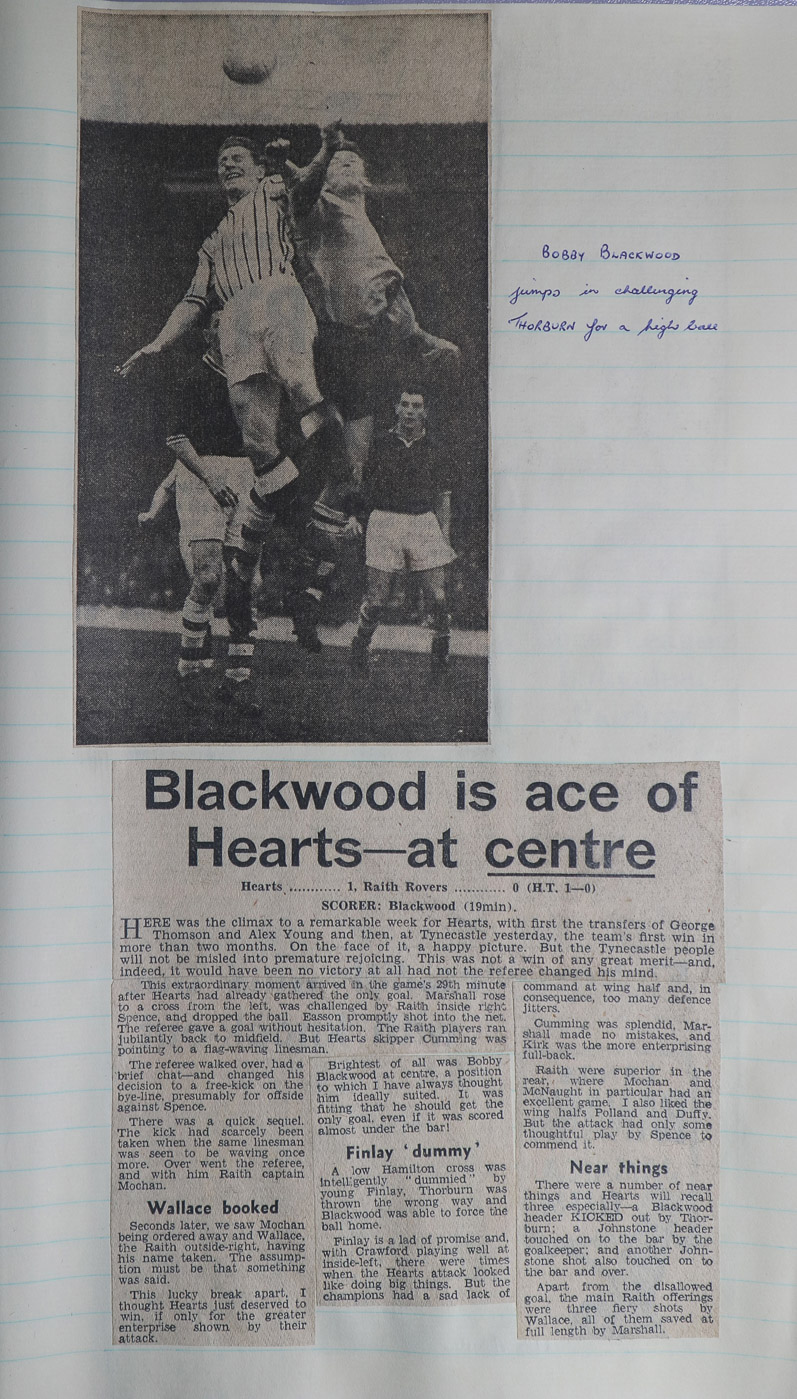 BOBBY BLACKWOOD
jumps in challenging
THORBURN for a high ball
Blackwood is ace of
Hearts—at centre
Hearts ............ 1, Raith Rovers ............ 0 (H.T. 1—0)
SCORER: Blackwood (19min).
HERE was the climax to a remarkable week for Hearts, with first the transfers of George
Thomson and Alex Young and then, at Tynecastle yesterday, the team's first win in
more than two months. On the face of it, a happy picture. But the Tynecastle people
will not be misled into premature rejoicing. This was not a win of any great merit—and,
indeed, it would have been no victory at all had not the referee changed his mind.
This extraordinary moment arrived in the game's 29th minute
after Hearts had already gathered the only goal. Marshall rose
to a cross from the left, was challenged by Raith inside right
Spence, and dropped the ball. Easson promptly shot into the net.
The referee gave a goal without hesitation. The Raith players ran
jubilantly back to midfield. But Hearts skipper Cumming was
pointing to a flag-waving linesman.
The referee walked over, had a
brief chat—and changed his
decision to a free-kick on the
bye-line, presumably for offside
against Spence.
There was a quick sequel.
The kick had scarcely been
taken when the same linesman
was seen to be waving once
more. Over went the referee,
and with him Raith captain
Mochan.
Wallace booked
Seconds later, we saw Mochan
being ordered away and Wallace,
the Raith outside-right, having
his name taken. The assump-
tion must be that something
was said.
This lucky break apart, I
thought Hearts just deserved to
win, if only for the greater
enterprise shown by their
attack.
Brightest of all was Bobby
Blackwood at centre, a position
to which I have always thought
him ideally suited. It was
fitting that he should get the
only goal, even if it was scored
almost under the bar!
Finlay 'dummy'
A low Hamilton cross was
intelligently "dummied" by
young Finlay, Thorburn was
thrown the wrong way and
Blackwood was able to force the
ball home.
Finlay is a lad of promise and,
with Crawford playing well at
inside-left, there were times
when the Hearts attack looked
like doing big things. But the
champions had a sad lack of
command at wing half and, in
consequence, too many defence
jitters.
Cumming was splendid, Mar-
shall made no mistakes, and
Kirk was the more enterprising
full-back.
Raith were superior in the
rear, where Mochan and
McNaught in particular had an
excellent game. I also liked the
wing halfs Polland and Duffy.
But the attack had only some
thoughtful play by Spence to
commend it.
Near things
There were a number of near
things and Hearts will recall
three especially—a Blackwood
header KICKED out by Thor-
burn; a Johnstone header
touched on to the bar by the
goalkeeper; and another John-
stone shot also touched on to
the bar and over.
Apart from the disallowed
goal, the main Raith offerings
were three fiery shots by
Wallace, all of them saved at
full length by Marshall.